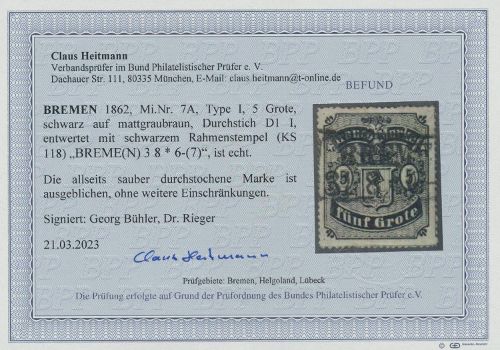 Claus Heitmann
Verbandsprüfer im Bund Philatelistischer Prüfer e. V.
Dachauer Str. 111, 80335 München, E-Mail: claus.heitmann@t-online.de
BEFUND
BREMEN 1862, Mi.Nr. 7A, Type I, 5 Grote,
schwarz auf mattgraubraun, Durchstich D1 I,
entwertet mit schwarzem Rahmenstempel (KS
118) „BREME(N) 3 8 * 6-(7)“, ist echt.
Die allseits sauber durchstochene Marke ist
ausgeblichen, ohne weitere Einschränkungen.
Signiert: Georg Bühler, Dr. Rieger
21.03.2023
Claus Heitmann
5 5
fünf Grote
Prüfgebiete: Bremen, Helgoland, Lübeck
Die Prüfung erfolgte auf Grund der Prüfordnung des Bundes Philatelistischer Prüfer e.V.